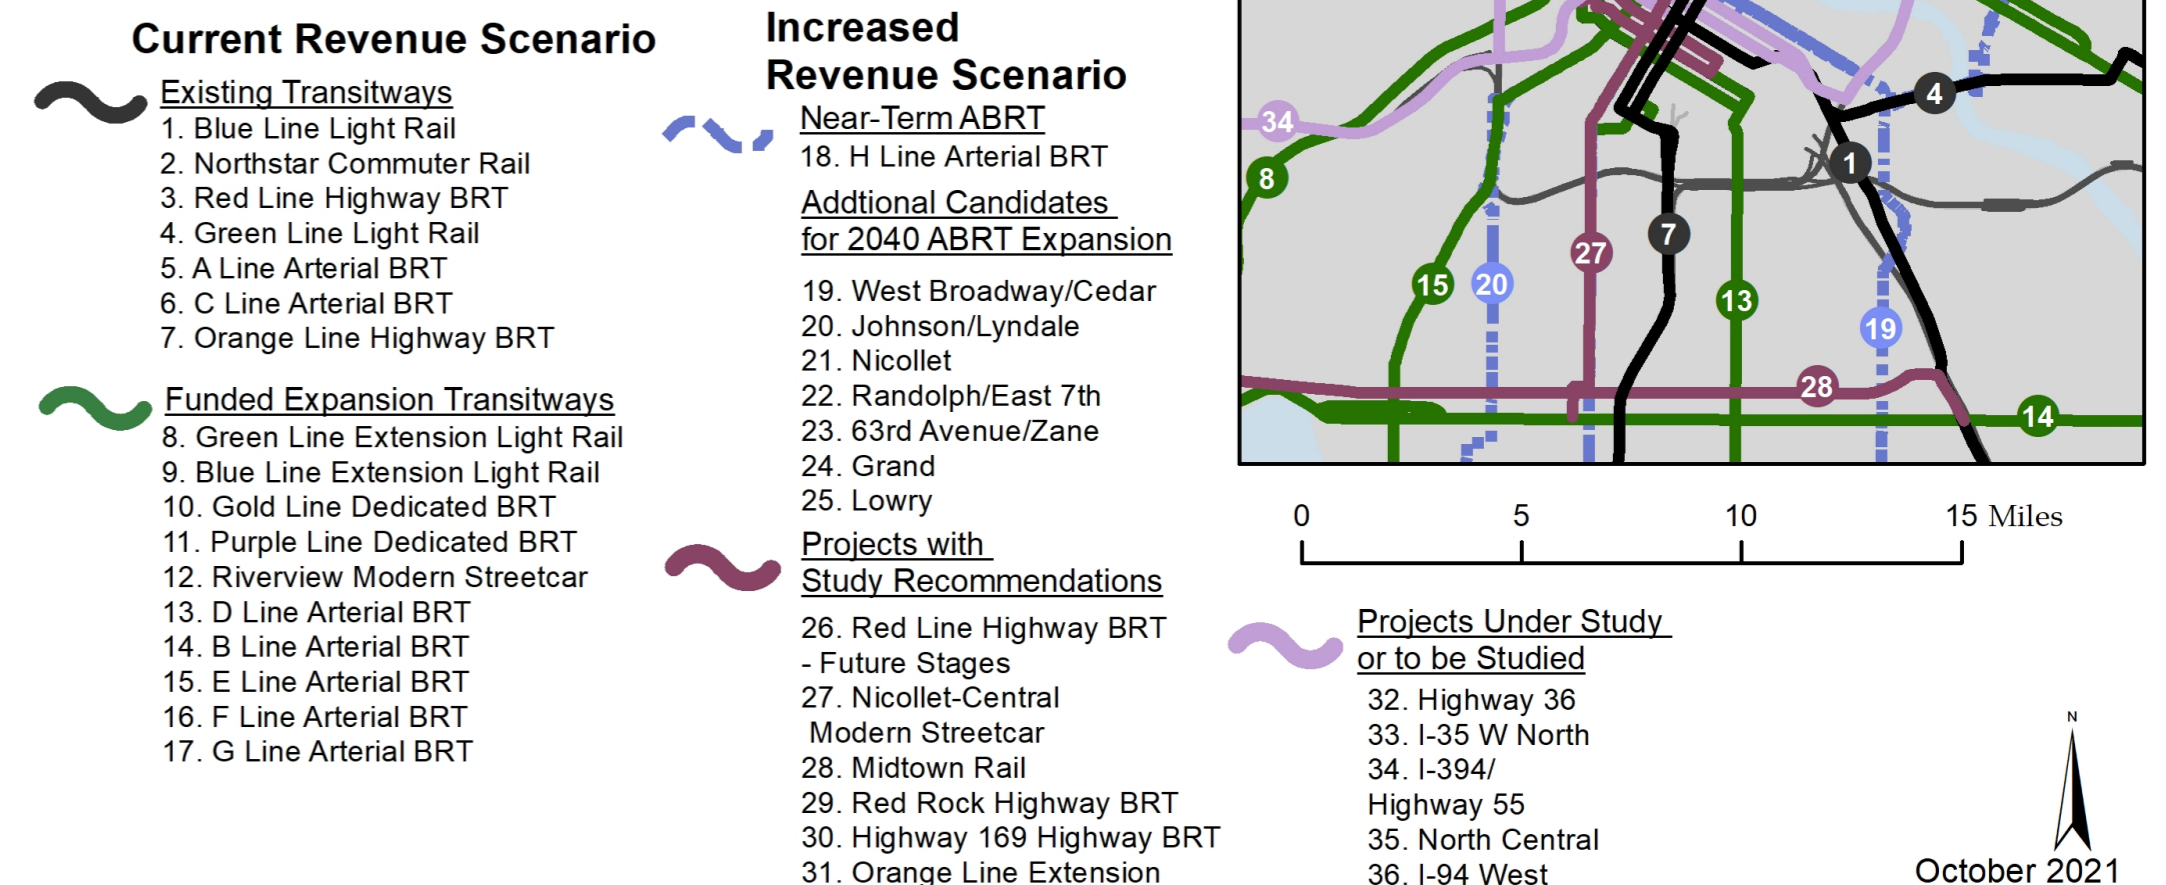 Current Revenue Scenario
Existing Transitways
1. Blue Line Light Rail
2. Northstar Commuter Rail
3. Red Line Highway BRT
4. Green Line Light Rail
5. A Line Arterial BRT
6. C Line Arterial BRT
7. Orange Line Highway BRT
Funded Expansion Transitways
8. Green Line Extension Light Rail
9. Blue Line Extension Light Rail
10. Gold Line Dedicated BRT
11. Purple Line Dedicated BRT
12. Riverview Modern Streetcar
13. D Line Arterial BRT
14. B Line Arterial BRT
15. E Line Arterial BRT
16. F Line Arterial BRT
17. G Line Arterial BRT
Increased
Revenue Scenario
Near-Term ABRT
18. H Line Arterial BRT
Addtional Candidates
for 2040 ABRT Expansion
19. West Broadway/Cedar
20. Johnson/Lyndale
21. Nicollet
22. Randolph/East 7th
23. 63rd Avenue/Zane
24. Grand
25. Lowry
Projects with
Study Recommendations
26. Red Line Highway BRT
- Future Stages
27. Nicollet-Central
Modern Streetcar
28. Midtown Rail
29. Red Rock Highway BRT
30. Highway 169 Highway BRT
31. Orange Line Extension
34
8
4
1
7
27
15
20
13
19
28
14
0 5 10 15 Miles
Projects Under Study
or to be Studied
32. Highway 36
33. I-35 W North
34. I-394/
Highway 55
35. North Central
36. I-94 West
N
October 2021